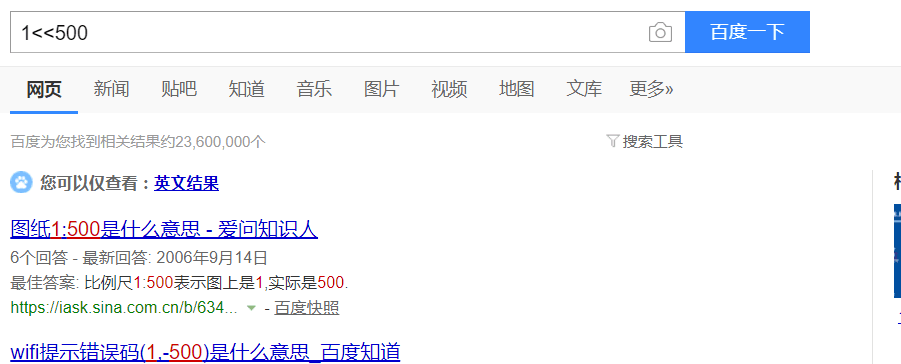 1<<500 百度一下
网页 新闻 贴吧 知道 音乐 图片 视频 地图 文库 更多»
百度为您找到相关结果约23,600,000个 搜索工具
您可以仅查看：英文结果
图纸1:500是什么意思 - 爱问知识人
6个回答 - 最新回答: 2006年9月14日
最佳答案: 比例尺1:500表示图上是1,实际是500.
https://iask.sina.com.cn/b/634... - 百度快照
wifi提示错误码(1,-500)是什么意思_百度知道